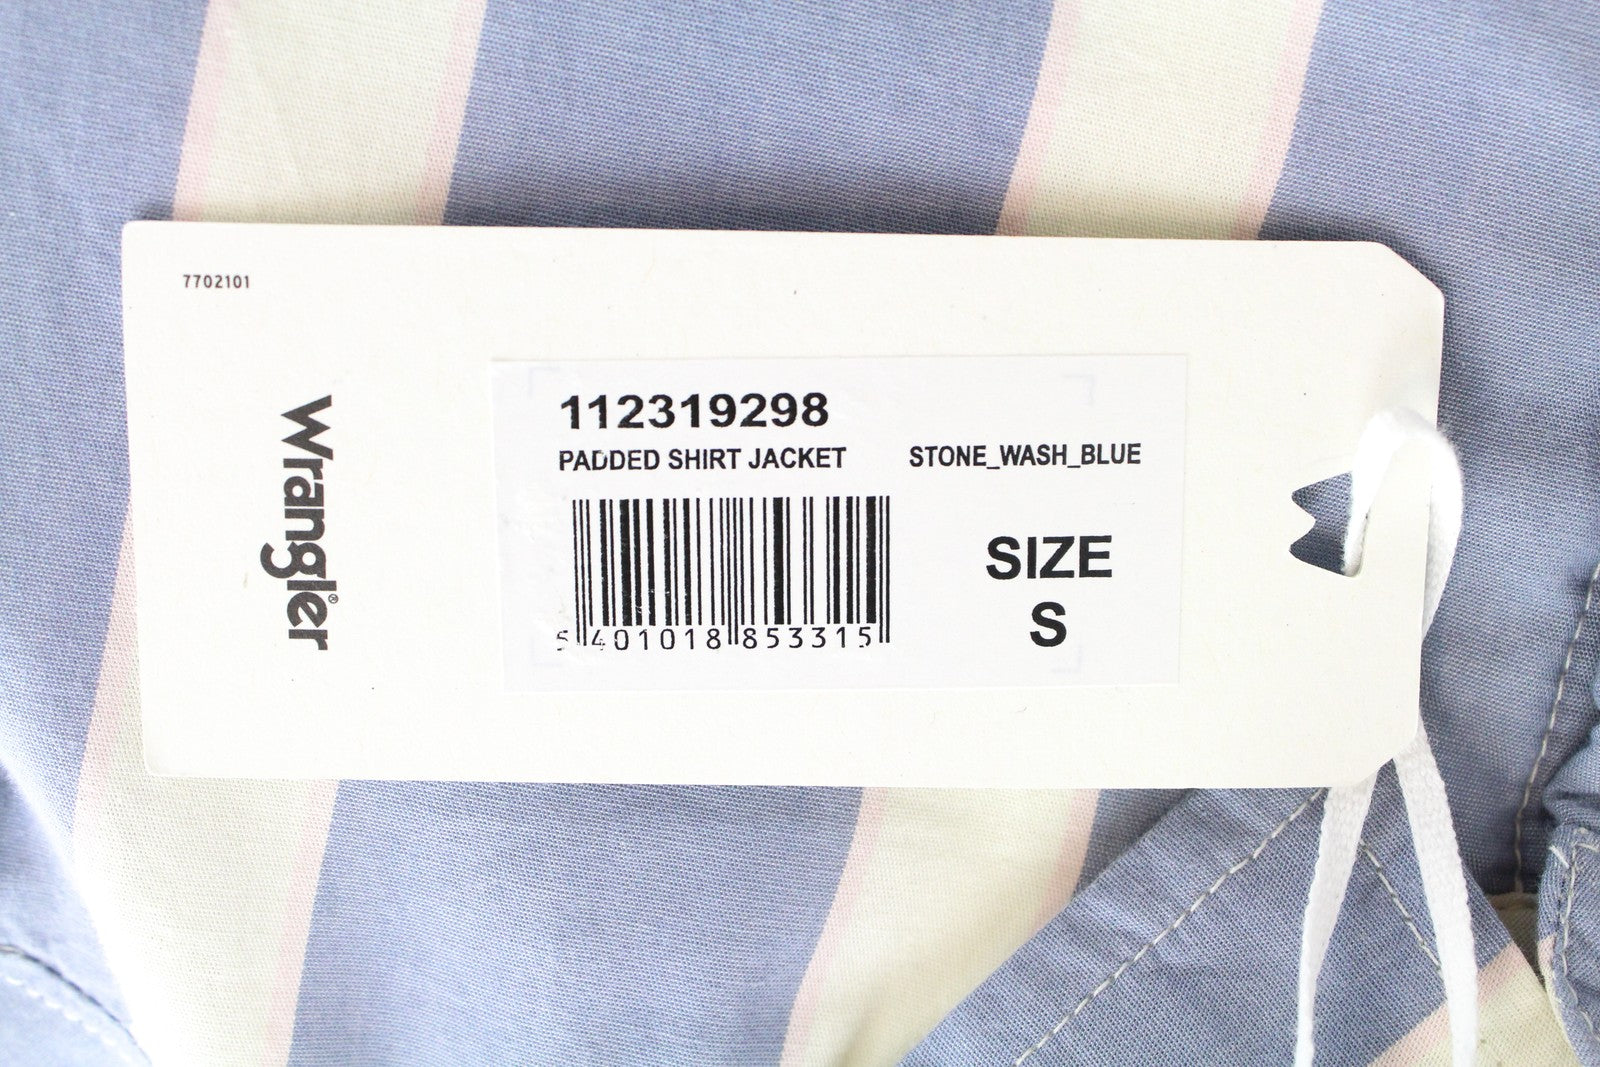 7702101
Wrangler®
112319298
PADDED SHIRT JACKET STONE_WASH_BLUE
SIZE
S
5 401018 853315